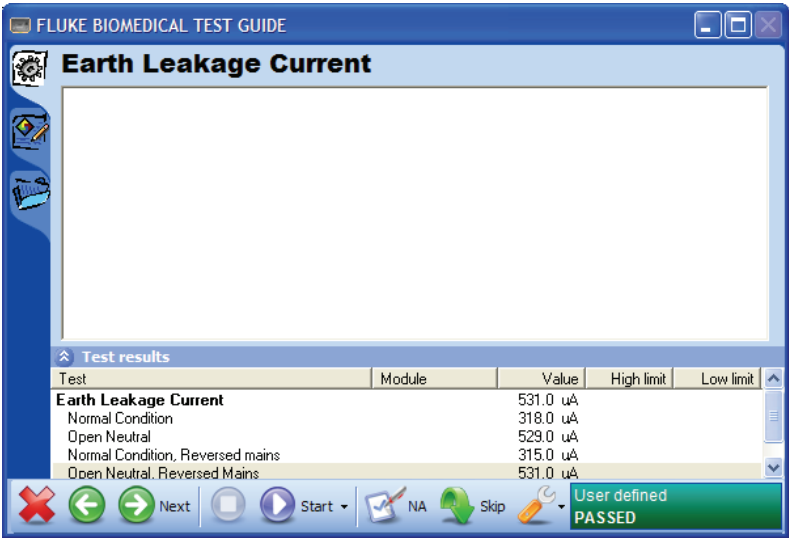 FLUKE BIOMEDICAL TEST GUIDE
Earth Leakage Current
Test results
Test Module Value High limit Low limit
Earth Leakage Current 531.0 uA
Normal Condition 318.0 uA
Open Neutral 529.0 uA
Normal Condition, Reversed mains 315.0 uA
Open Neutral, Reversed Mains 531.0 uA
Next Start NA Skip User defined
PASSED